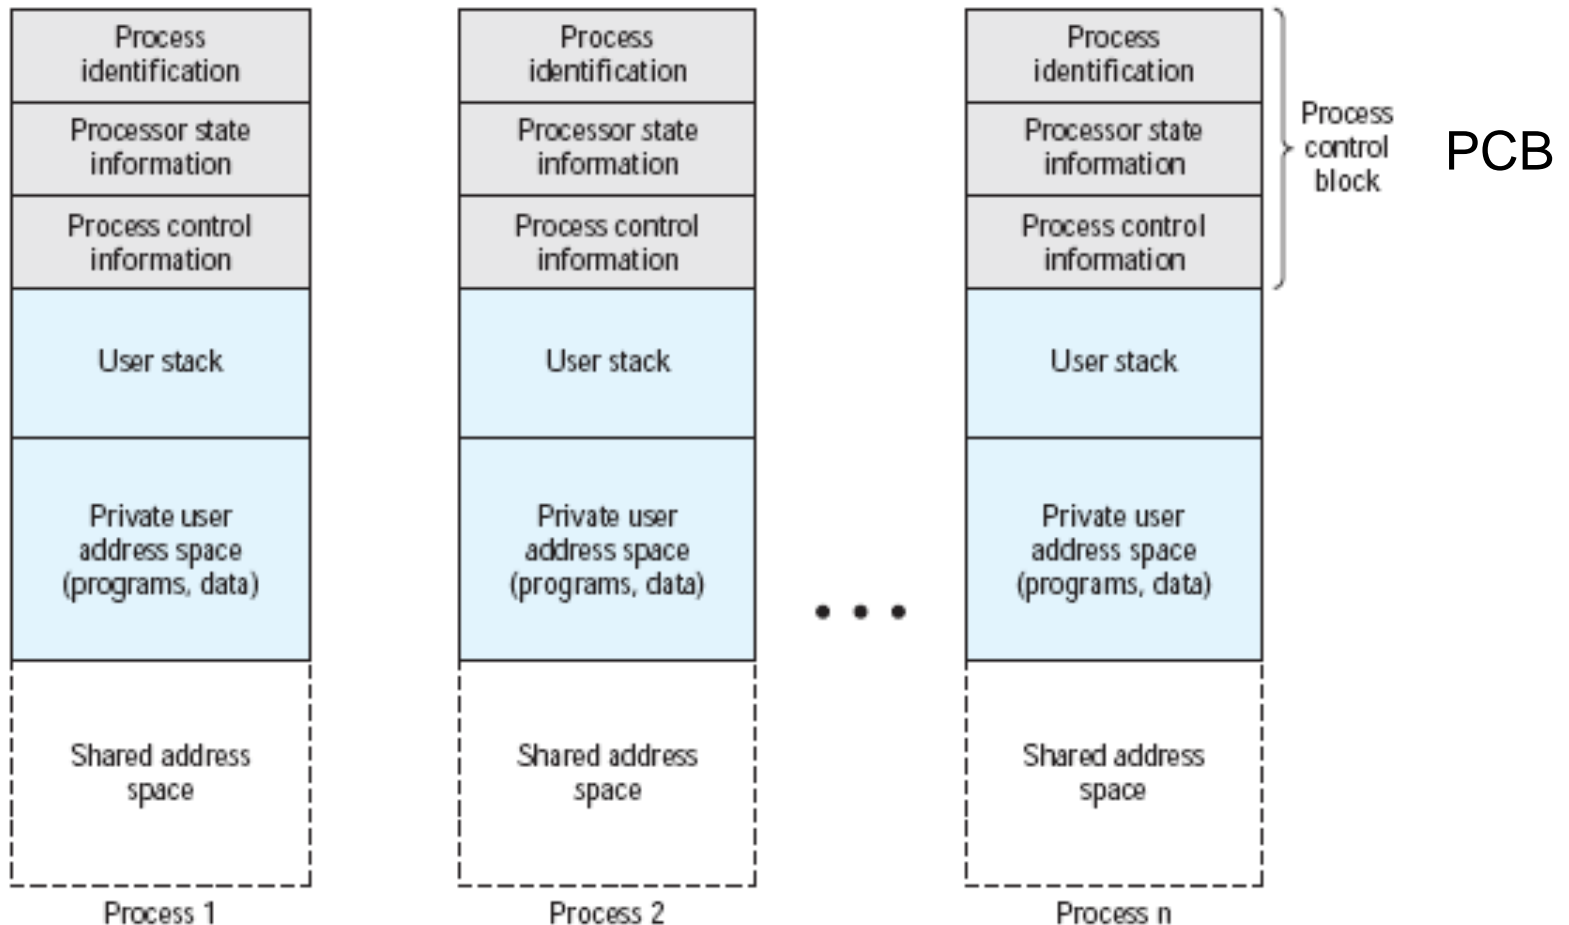 Process
identification
Processor state
information
Process control
information
User stack
Private user
address space
(programs, data)
Shared address
space
Process 1
Process
identification
Processor state
information
Process control
information
User stack
Private user
address space
(programs, data)
Shared address
space
Process 2
• • •
Process
identification
Processor state
information
Process control
information
User stack
Private user
address space
(programs, data)
Shared address
space
Process n
Process
control
block
PCB